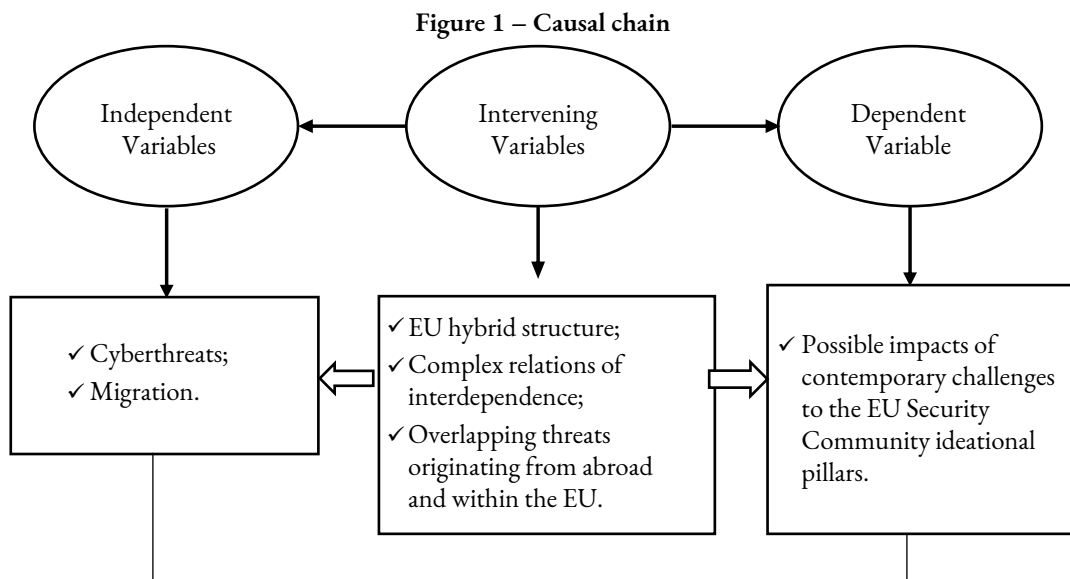 Figure 1 – Causal chain
Independent
Variables
Intervening
Variables
Dependent
Variable
✓ Cyberthreats;
✓ Migration.
✓ EU hybrid structure;
✓ Complex relations of
interdependence;
✓ Overlapping threats
originating from abroad
and within the EU.
✓ Possible impacts of
contemporary challenges
to the EU Security
Community ideational
pillars.